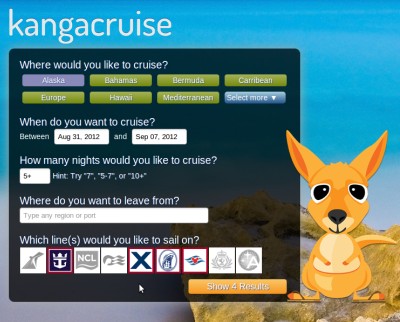 kangacruise
Where would you like to cruise?
Alaska Bahamas Bermuda Carribean
Europe Hawaii Mediterranean Select more ▼
When do you want to cruise?
Between Aug 31, 2012 and Sep 07, 2012
How many nights would you like to cruise?
5+ Hint: Try "7", "5-7", or "10+"
Where do you want to leave from?
Type any region or port
Which line(s) would you like to sail on?
NCL
Show 4 Results